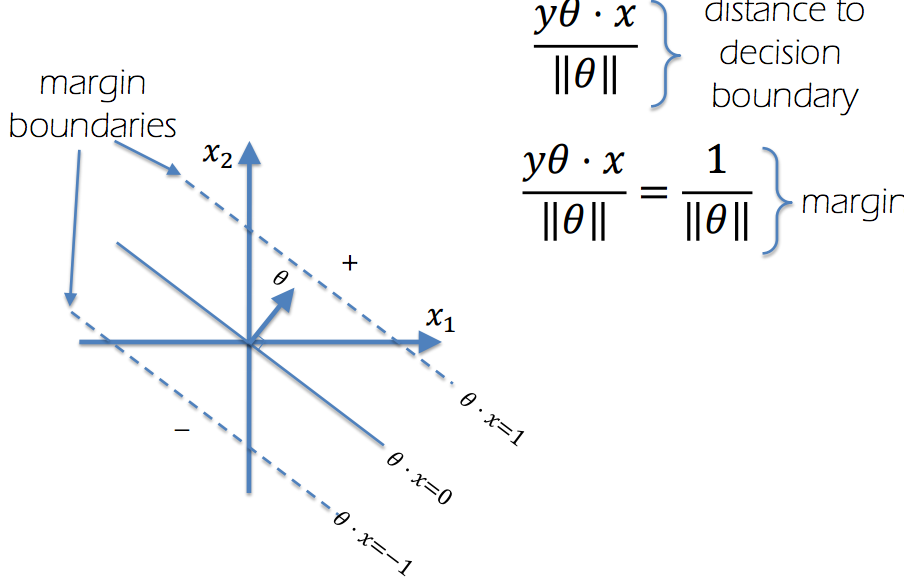 yθ · x
‖θ‖
distance to
decision
boundary
margin
boundaries
yθ · x
‖θ‖
=
1
‖θ‖
margin
x₂
+
θ
x₁
−
θ · x=1
θ · x=0
θ · x=−1